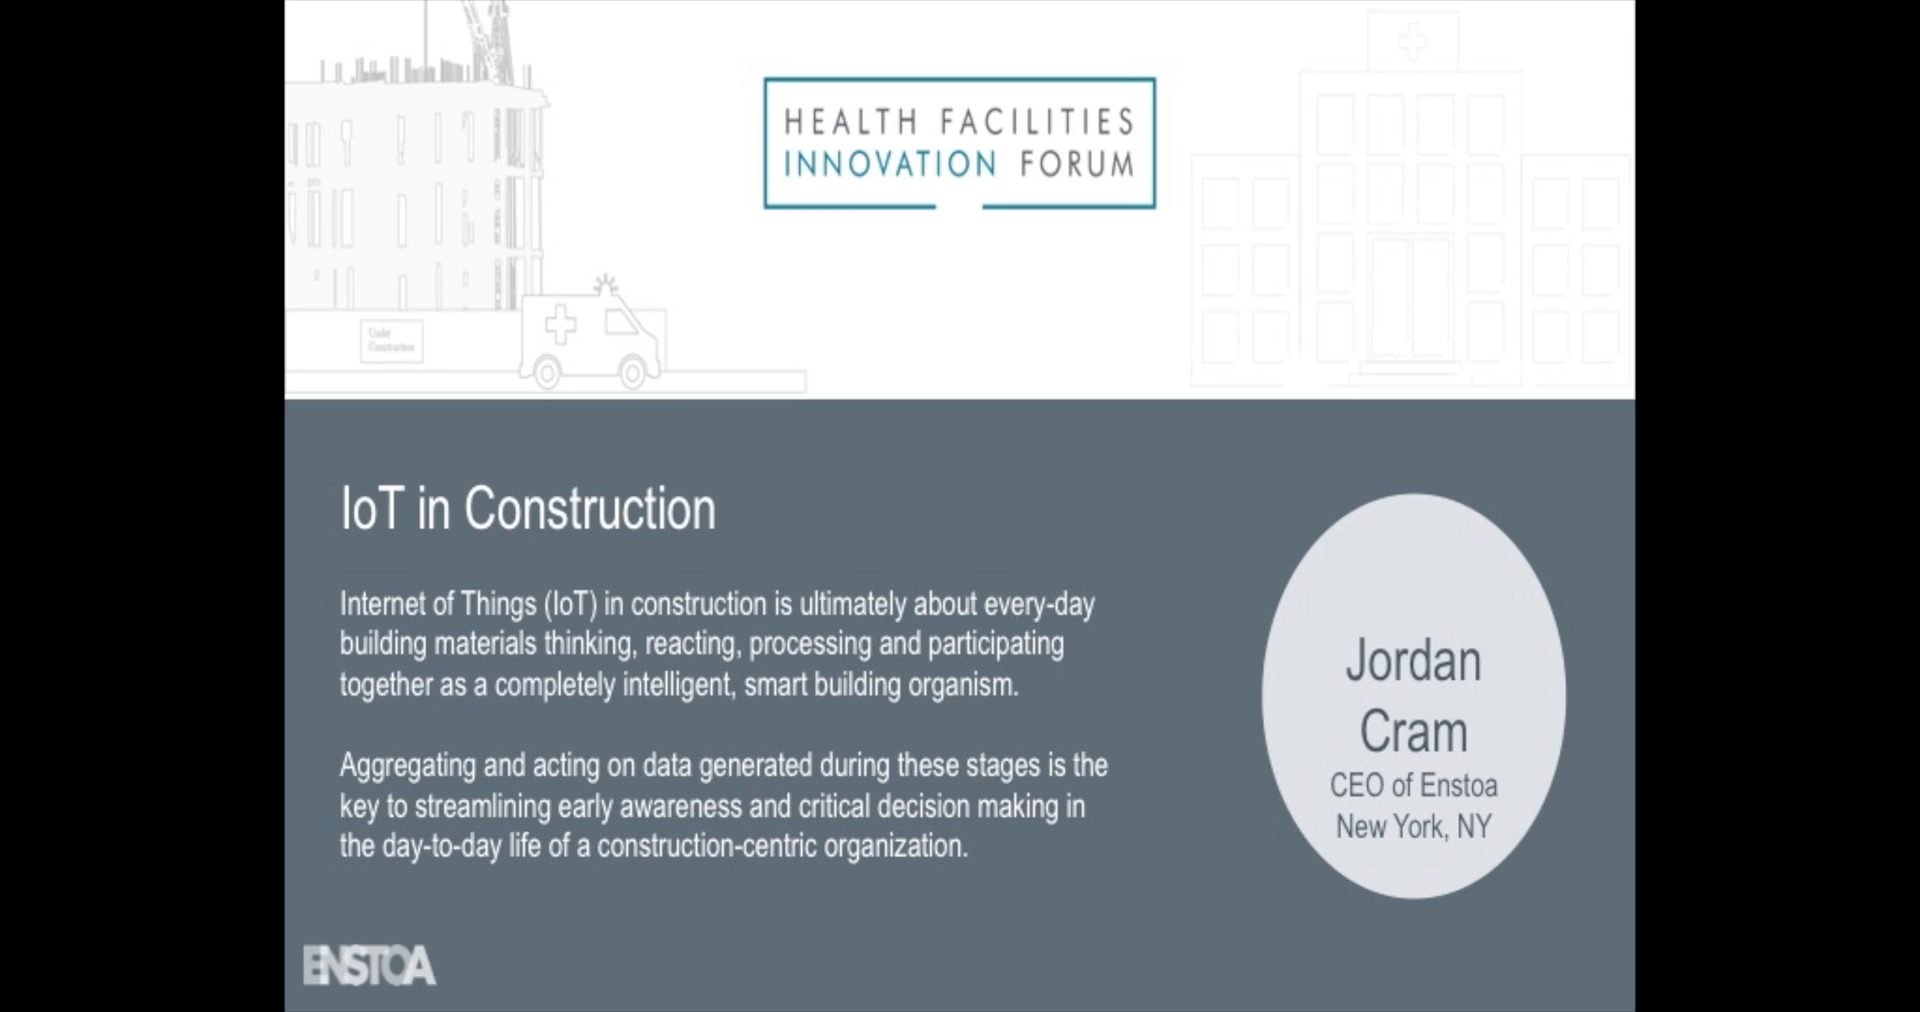 HEALTH FACILITIES
INNOVATION FORUM
Under
Construction
IoT in Construction
Internet of Things (IoT) in construction is ultimately about every-day
building materials thinking, reacting, processing and participating
together as a completely intelligent, smart building organism.
Aggregating and acting on data generated during these stages is the
key to streamlining early awareness and critical decision making in
the day-to-day life of a construction-centric organization.
Jordan
Cram
CEO of Enstoa
New York, NY
ENSTOA